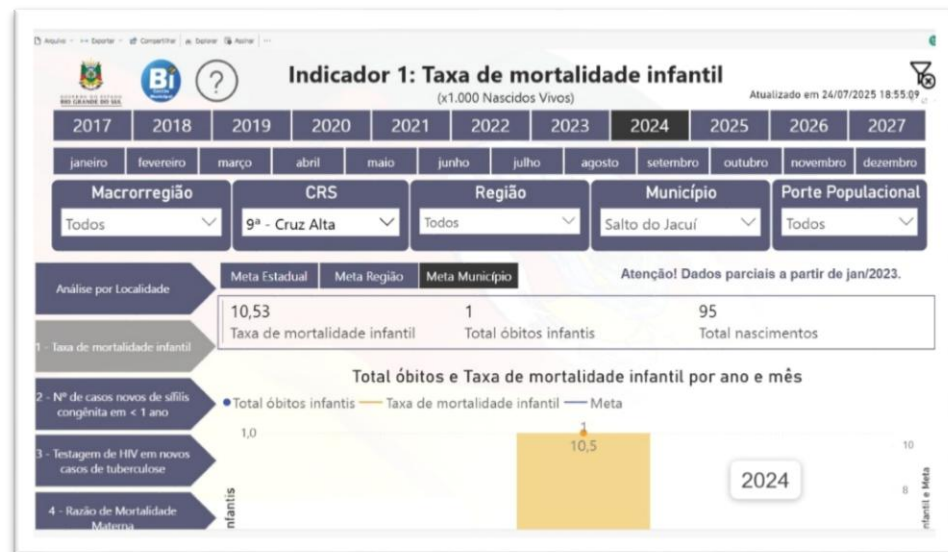 Arquivo Exportar Compartilhar Explorar Assinar
GOVERNO DO ESTADO
RIO GRANDE DO SUL
Bi
?
Indicador 1: Taxa de mortalidade infantil
(x1.000 Nascidos Vivos)
Atualizado em 24/07/2025 18:55:09
2017 2018 2019 2020 2021 2022 2023 2024 2025 2026 2027
janeiro fevereiro março abril maio junho julho agosto setembro outubro novembro dezembro
Macrorregião CRS Região Município Porte Populacional
Todos 9ª - Cruz Alta Todos Salto do Jacuí Todos
Análise por Localidade
Meta Estadual Meta Região Meta Município
Atenção! Dados parciais a partir de jan/2023.
10,53 1 95
Taxa de mortalidade infantil Total óbitos infantis Total nascimentos
1 - Taxa de mortalidade infantil
Total óbitos e Taxa de mortalidade infantil por ano e mês
Total óbitos infantis Taxa de mortalidade infantil Meta
2 - Nº de casos novos de sífilis
congênita em < 1 ano
1,0
1
10,5
10
3 - Testagem de HIV em novos
casos de tuberculose
2024
8
4 - Razão de Mortalidade
Materna
nfantis
nfantil e Meta